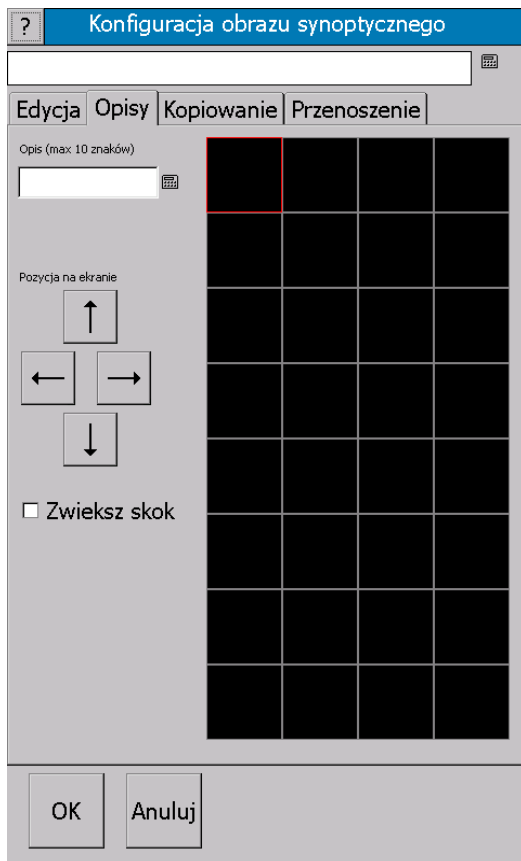 ? Konfiguracja obrazu synoptycznego
Edycja Opisy Kopiowanie Przenoszenie
Opis (max 10 znaków)
Pozycja na ekranie
↑
← →
↓
Zwieksz skok
OK Anuluj